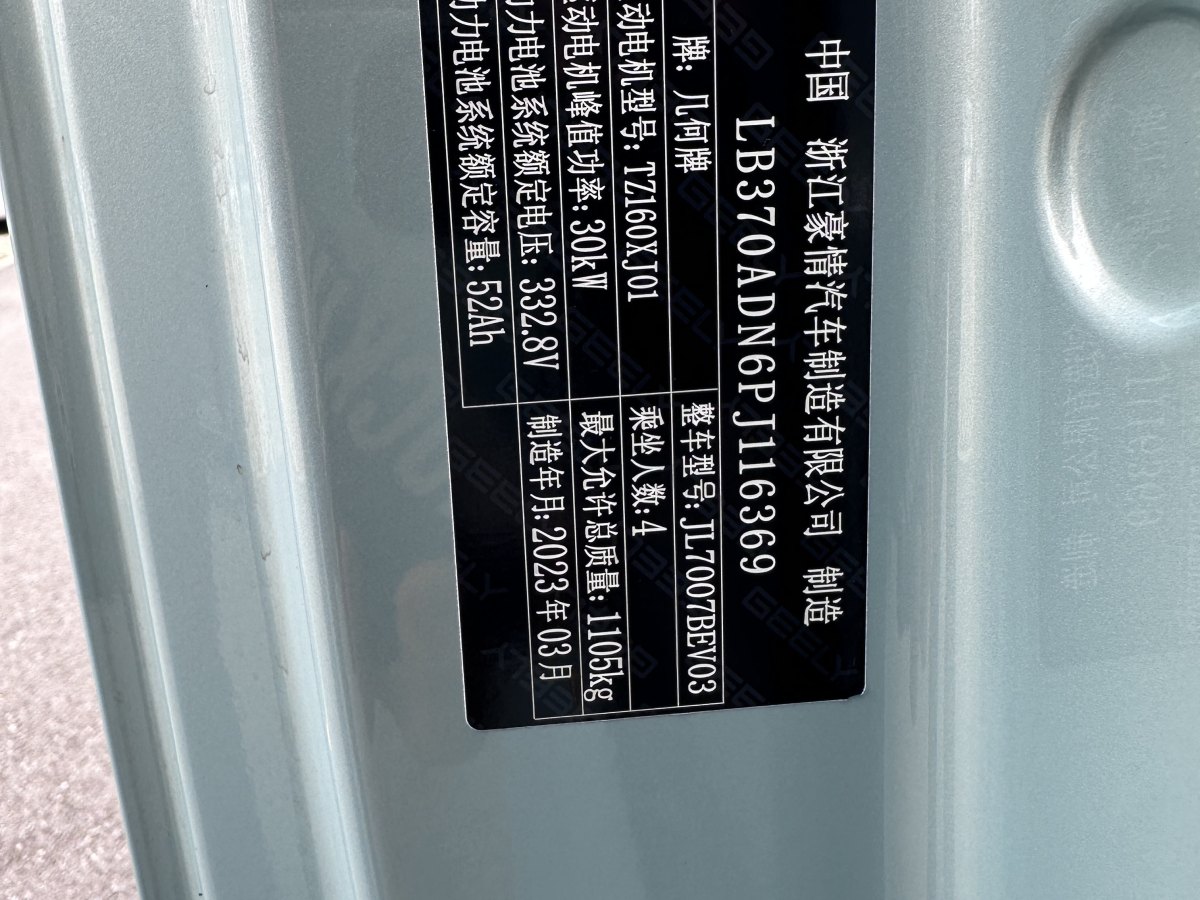 中国 浙江豪情汽车制造有限公司 制造
LB370ADN6PJ116369
牌: 几何牌 整车型号: JL7007BEV03
动电机型号: TZ160XJ01 乘坐人数: 4
动电机峰值功率: 30kW 最大允许总质量: 1105kg
力电池系统额定电压: 332.8V 制造年月: 2023年03月
力电池系统额定容量: 52Ah